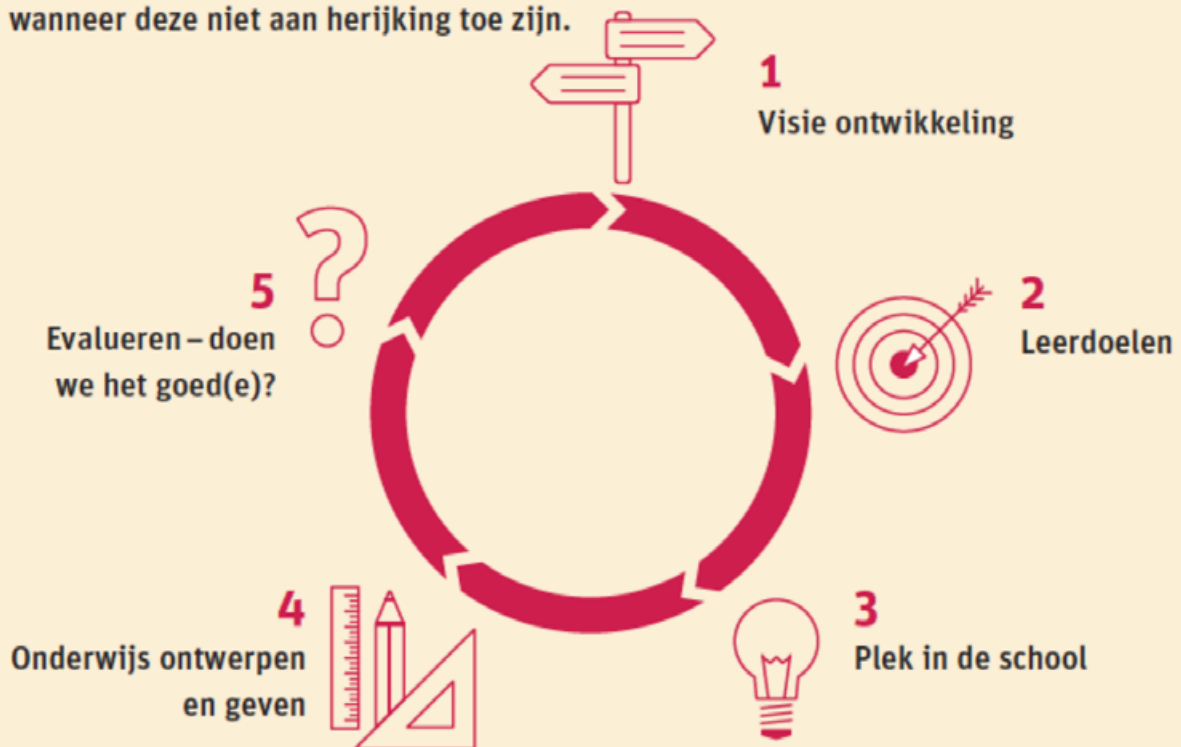 wanneer deze niet aan herijking toe zijn.
1
Visie ontwikkeling
2
Leerdoelen
3
Plek in de school
4
Onderwijs ontwerpen
en geven
5
Evalueren – doen
we het goed(e)?